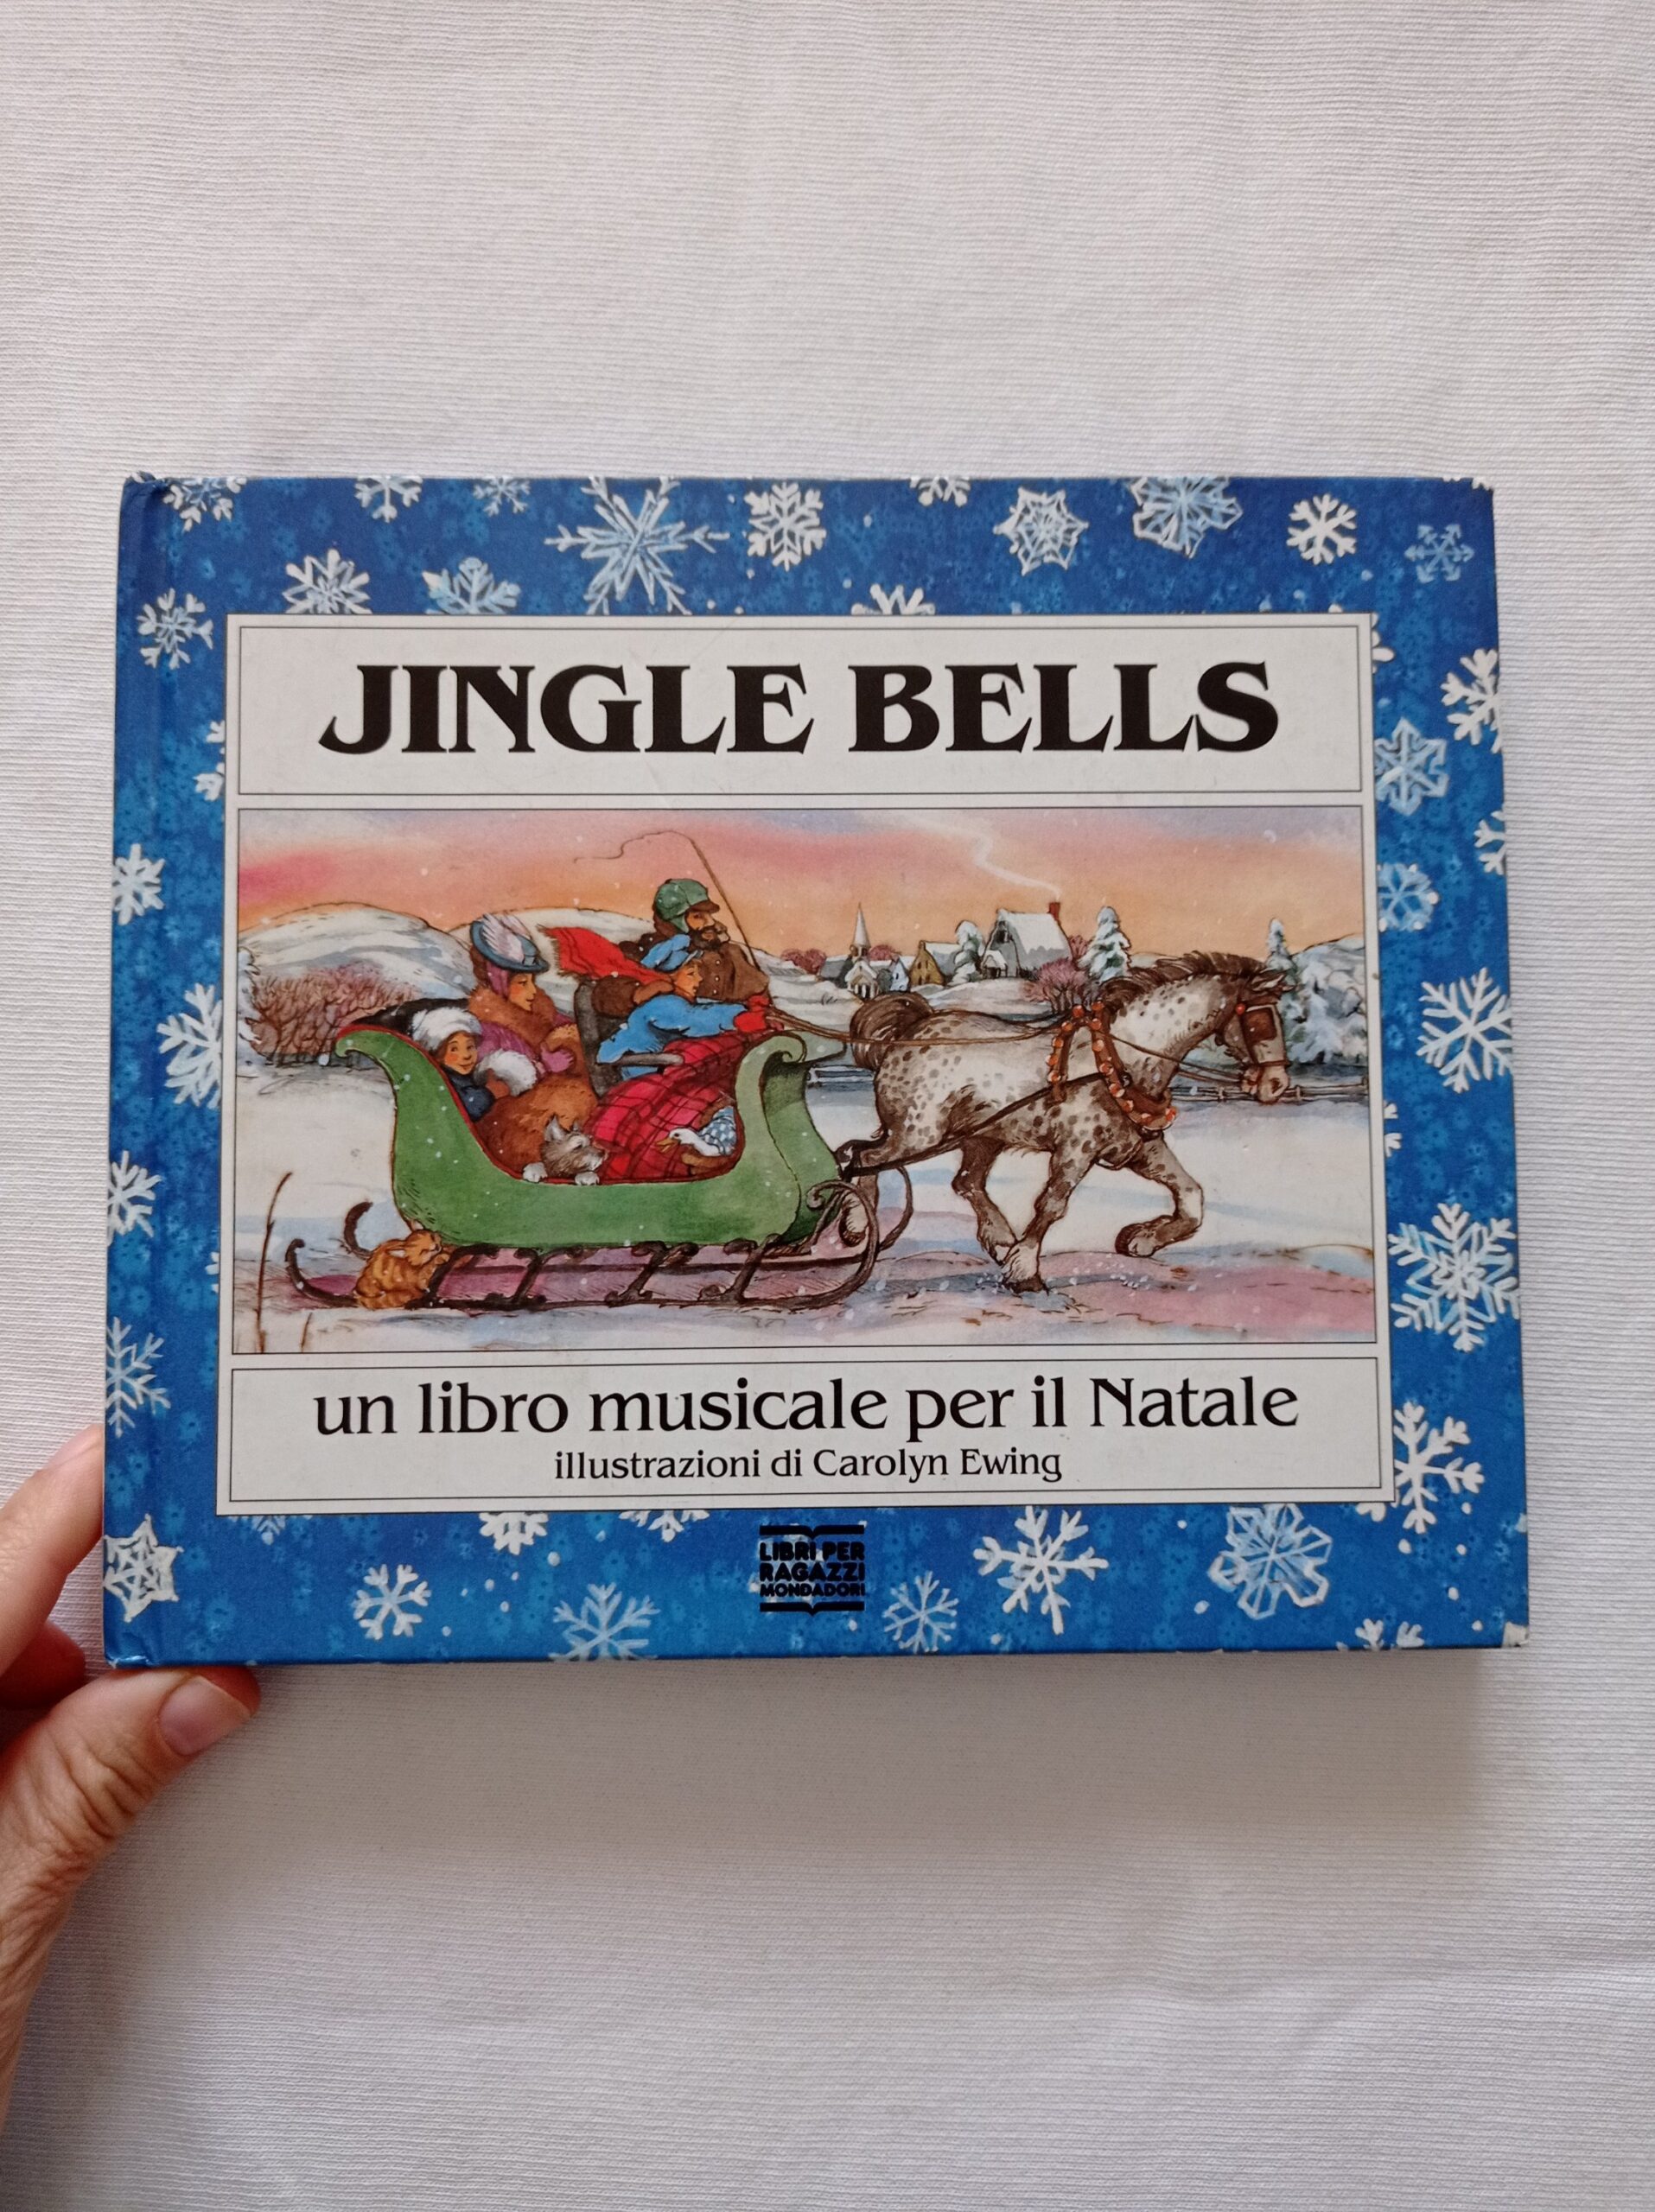 JINGLE BELLS
un libro musicale per il Natale
illustrazioni di Carolyn Ewing
LIBRI PER
RAGAZZI
MONDADORI